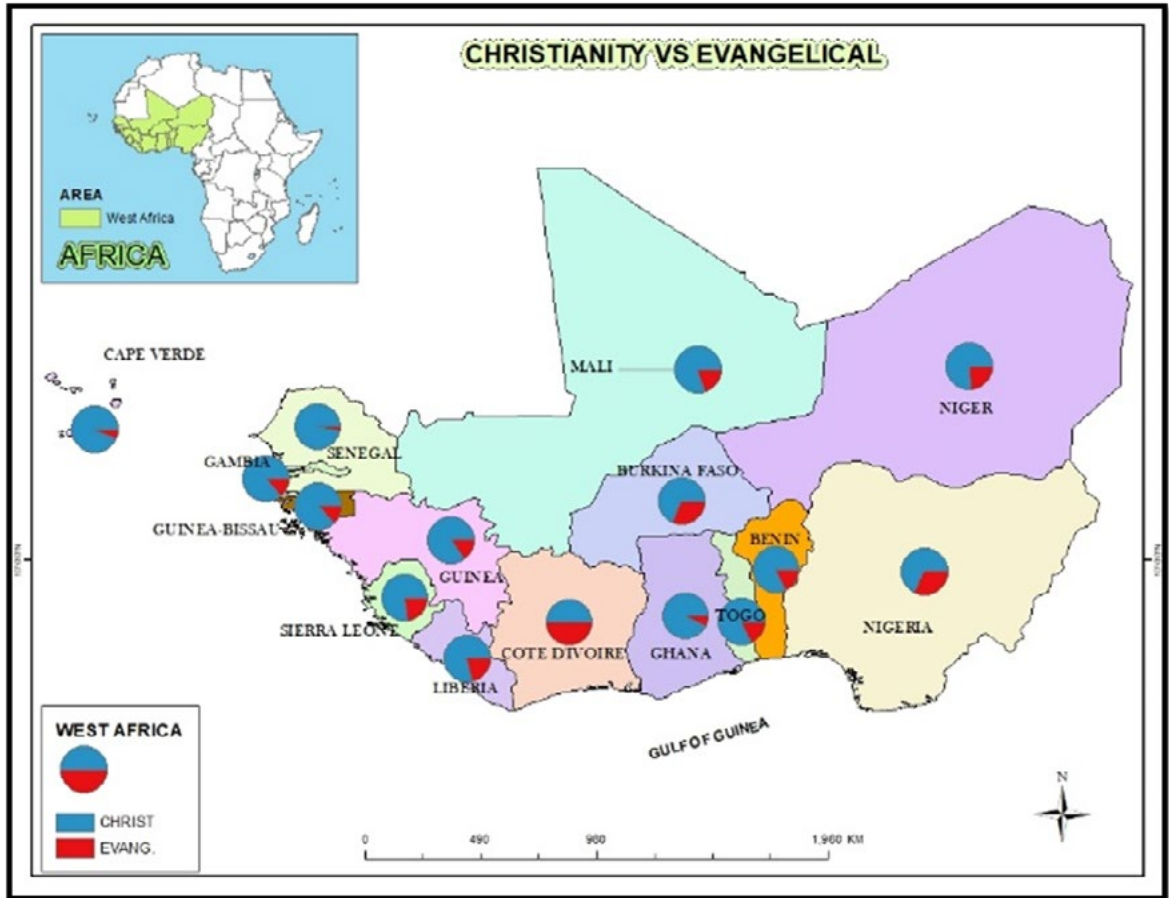 CHRISTIANITY VS EVANGELICAL
AREA
West Africa
AFRICA
CAPE VERDE
MALI
NIGER
SENEGAL
GAMBIA
BURKINA FASO
GUINEA-BISSAU
BENIN
GUINEA
TOGO
NIGERIA
SIERRA LEONE
COTE D'IVOIRE
GHANA
LIBERIA
GULF OF GUINEA
WEST AFRICA
CHRIST
EVANG.
0 490 980 1,960 KM
N